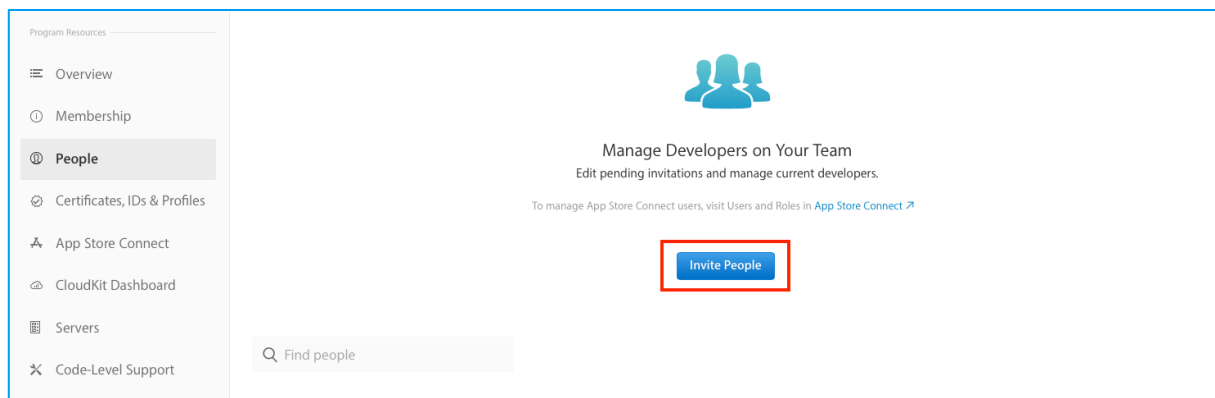 Program Resources
Overview
Membership
People
Certificates, IDs & Profiles
App Store Connect
CloudKit Dashboard
Servers
Code-Level Support
Manage Developers on Your Team
Edit pending invitations and manage current developers.
To manage App Store Connect users, visit Users and Roles in App Store Connect ↗
Invite People
Find people